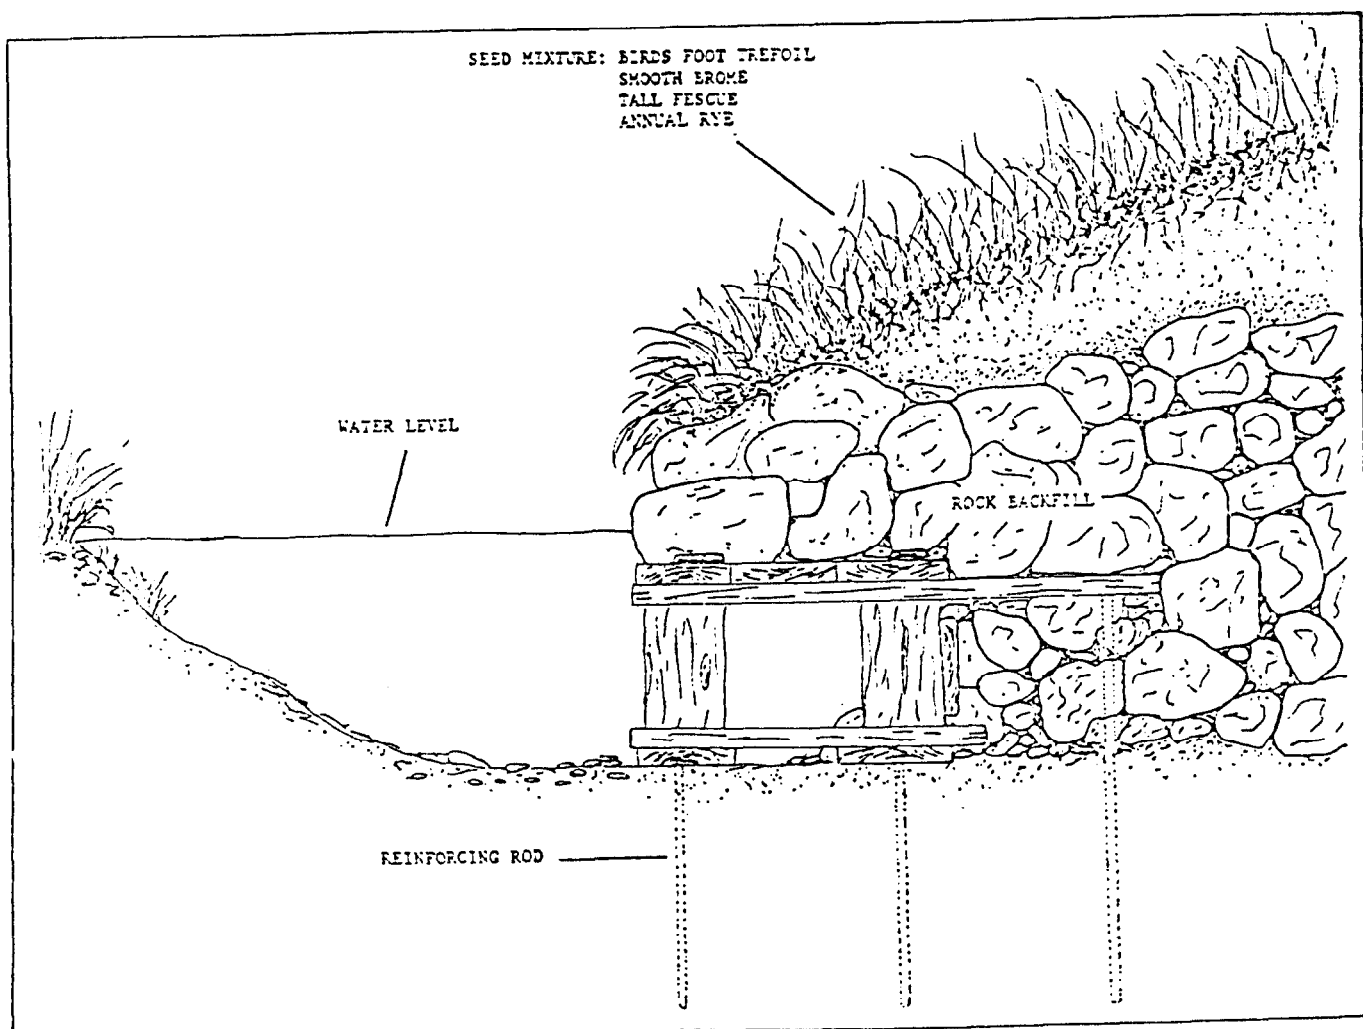 SEED MIXTURE: BIRDS FOOT TREFOIL
SMOOTH BROME
TALL FESCUE
ANNUAL RYE
WATER LEVEL
ROCK BACKFILL
REINFORCING ROD